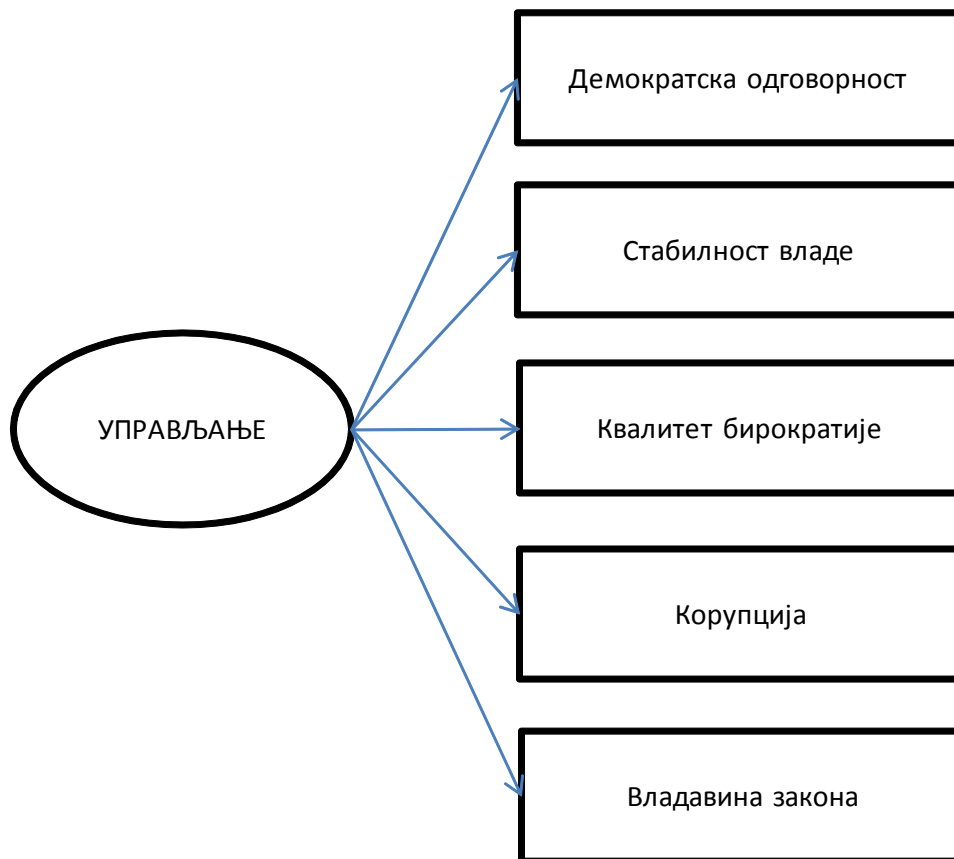 Демократска одговорност
Стабилност владе
УПРАВЉАЊЕ
Квалитет бирократије
Корупција
Владавина закона